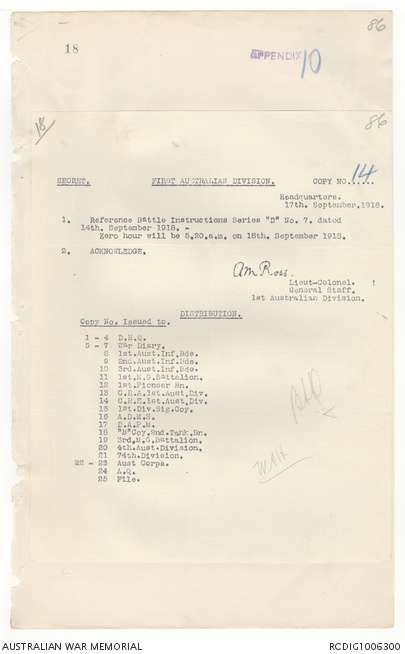 86
18
APPENDIX 10
18
86
SECRET. FIRST AUSTRALIAN DIVISION. COPY NO.14....
Headquarters.
17th. September, 1918.
1. Reference Battle Instructions Series "D" No. 7. dated
14th. September 1918. -
Zero hour will be 5.20.a.m. on 18th. September 1918.
2. ACKNOWLEDGE.
AM Ross.
Lieut-Colonel.
General Staff.
1st Australian Division.
DISTRIBUTION.
Copy No. Issued to.
1 - 4 D.H.Q.
5 - 7 War Diary.
8 1st.Aust.Inf.Bde.
9 2nd.Aust.Inf.Bde.
10 3rd.Aust.Inf.Bde.
11 1st.M.G.Battalion.
12 1st.Pioneer Bn.
13 C.R.A.1st.Aust.Div.
14 C.R.E.1st.Aust.Div.
15 1st.Div.Sig.Coy.
16 A.D.M.S.
17 D.A.P.M.
18 "B"Coy.2nd.Tank.Bn.
19 3rd.M.G.Battalion.
20 4th.Aust.Division.
21 74th.Division.
22 - 23 Aust Corps.
24 A.Q.
25 File.
AUSTRALIAN WAR MEMORIAL
RCDIG1006300